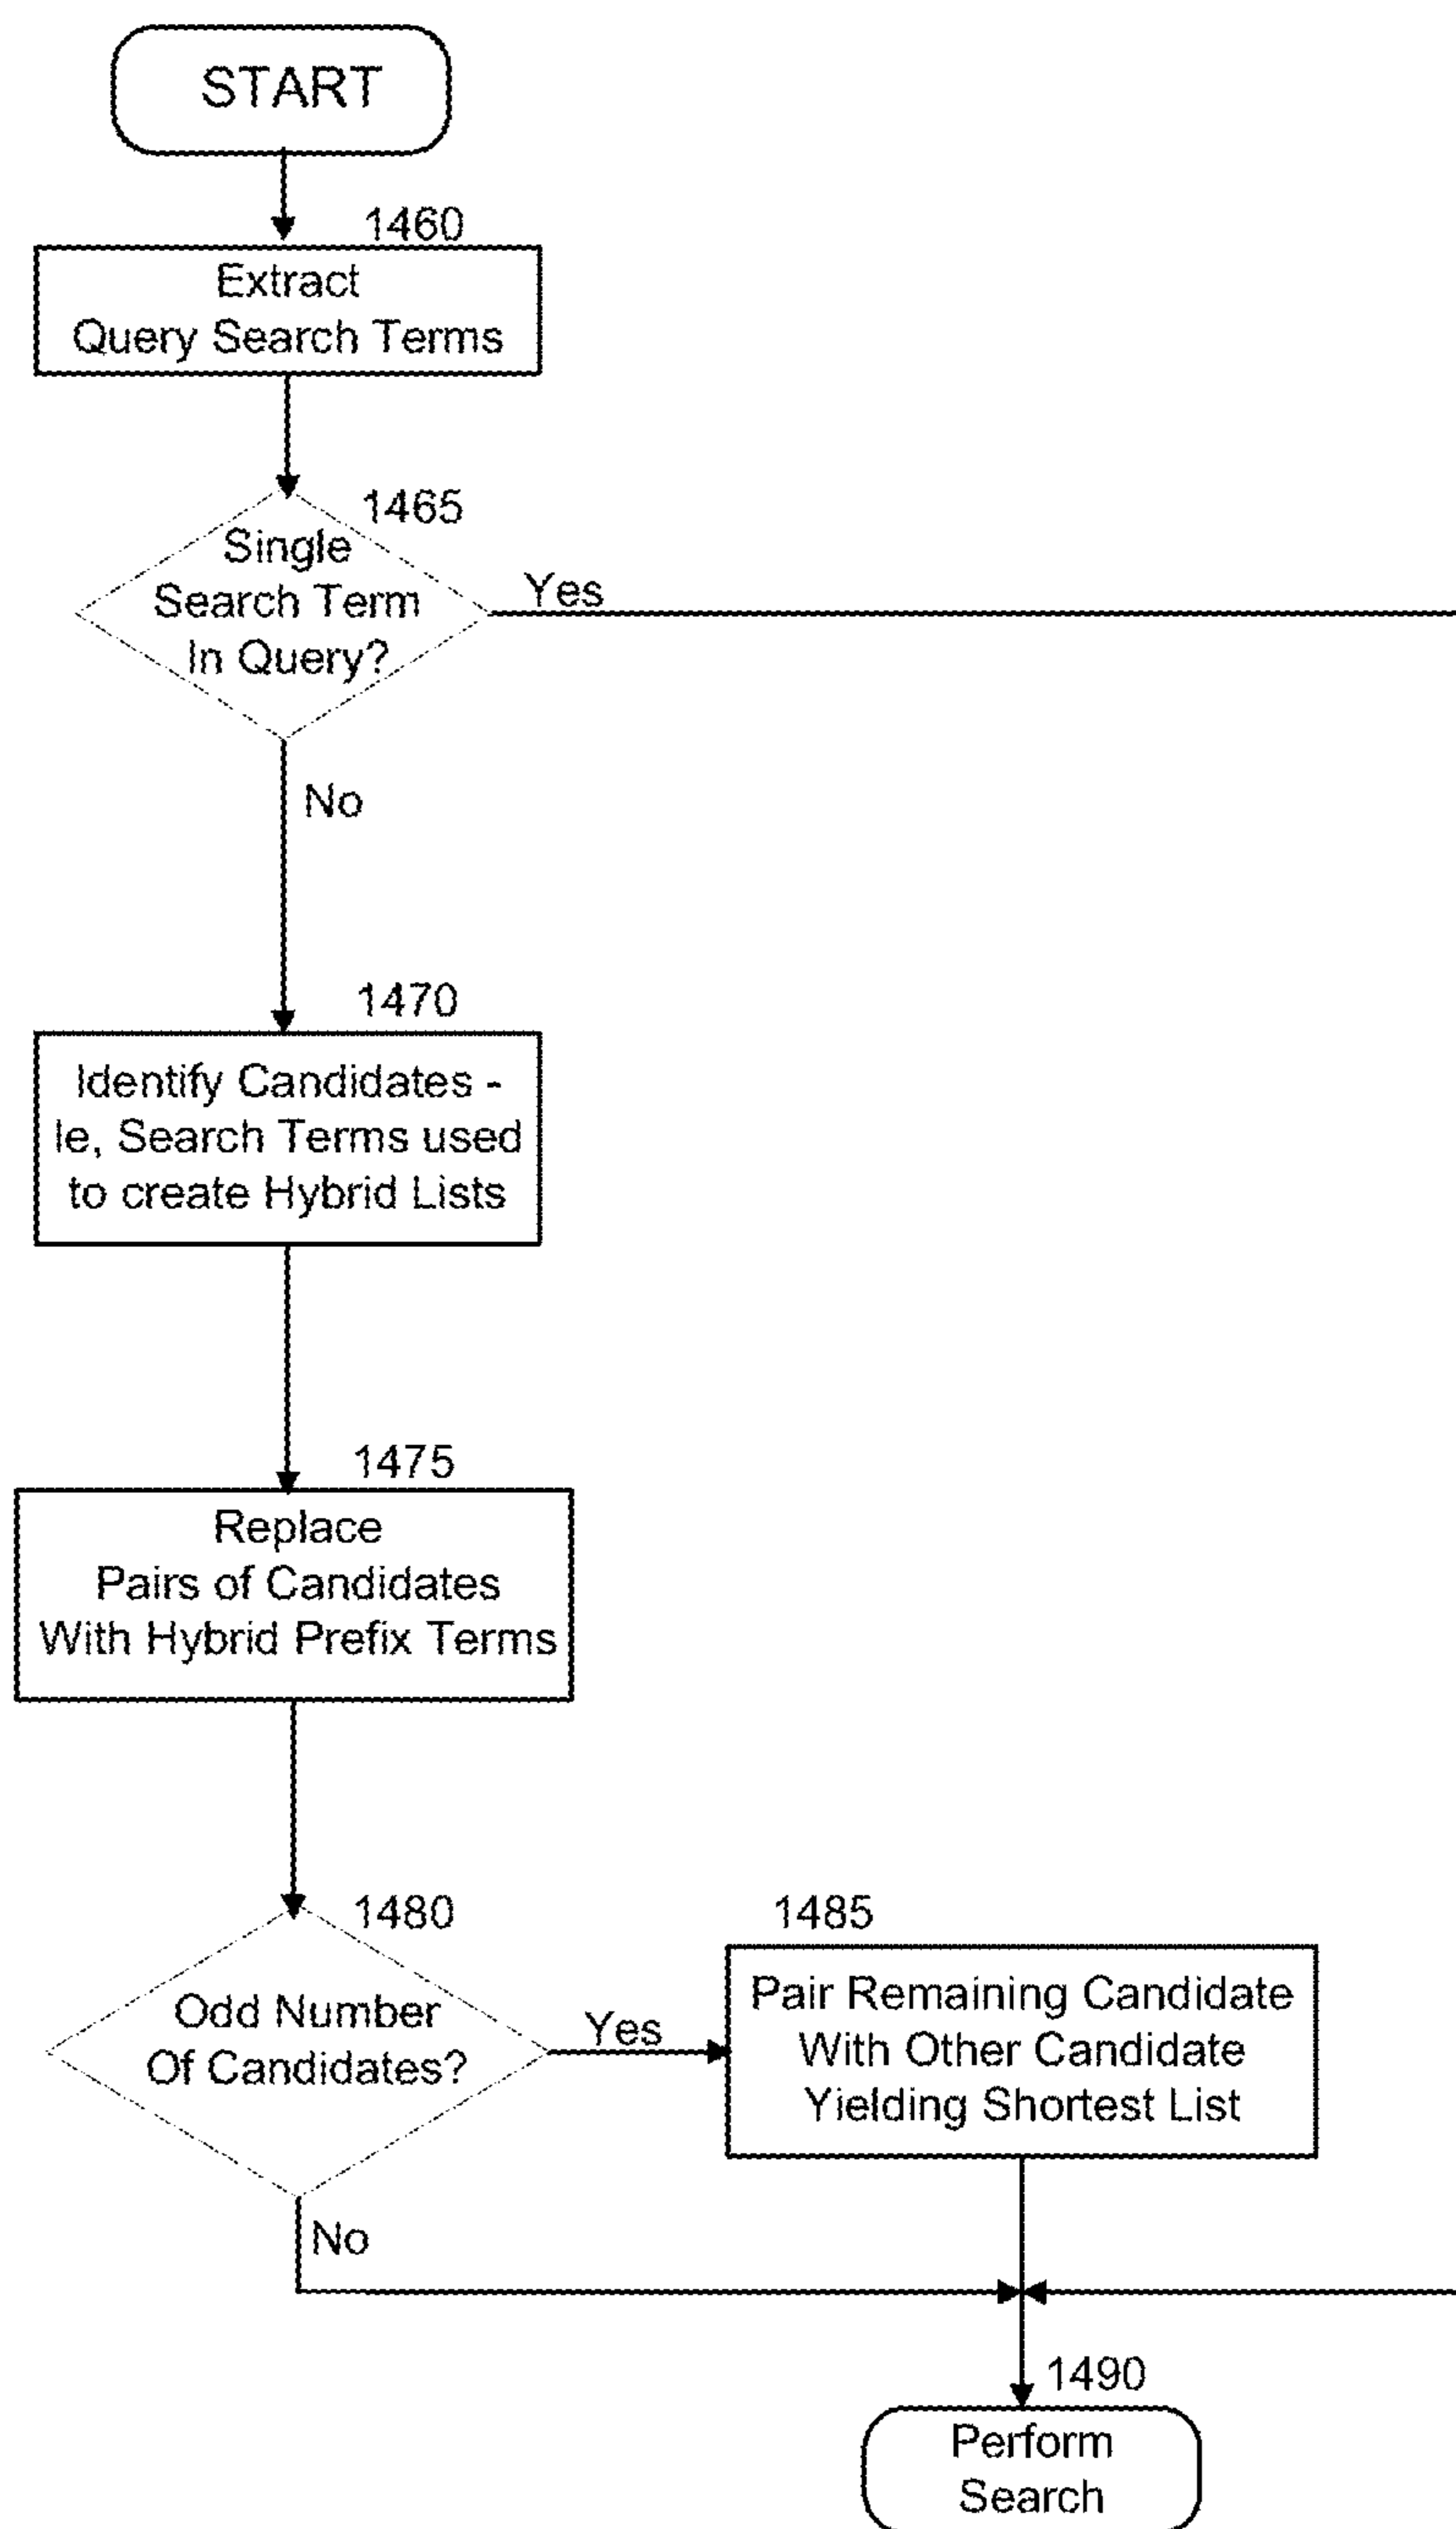 START
1460
Extract
Query Search Terms
1465
Single
Search Term
In Query?
Yes
No
1470
Identify Candidates -
Ie, Search Terms used
to create Hybrid Lists
1475
Replace
Pairs of Candidates
With Hybrid Prefix Terms
1480
Odd Number
Of Candidates?
Yes
No
1485
Pair Remaining Candidate
With Other Candidate
Yielding Shortest List
1490
Perform
Search